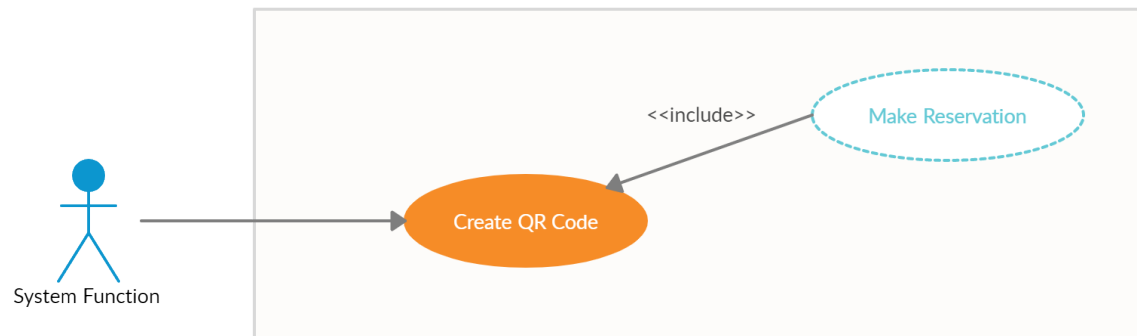 <<include>>
Make Reservation
Create QR Code
System Function